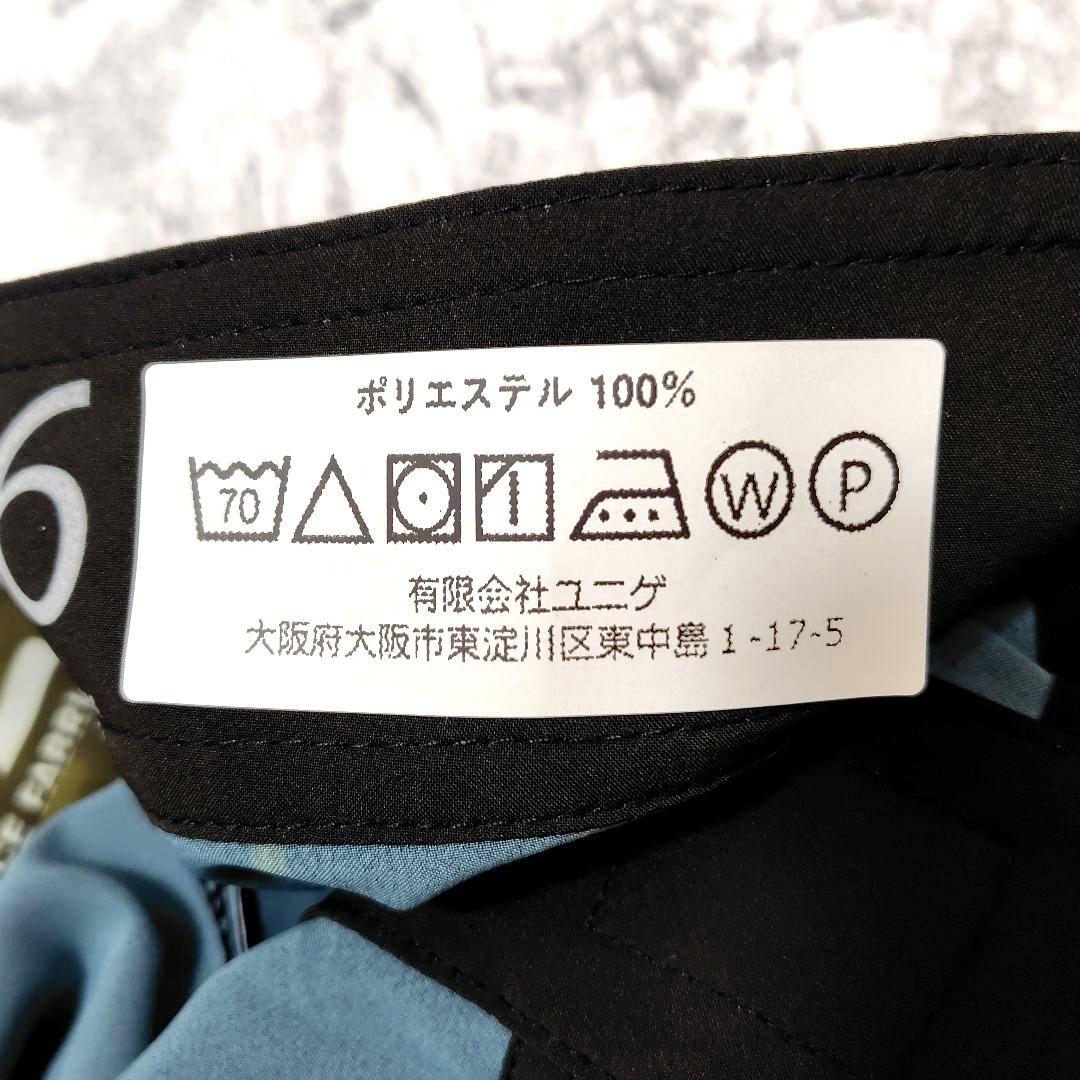 ポリエステル 100%
70 W P
有限会社ユニゲ
大阪府大阪市東淀川区東中島 1-17-5
6